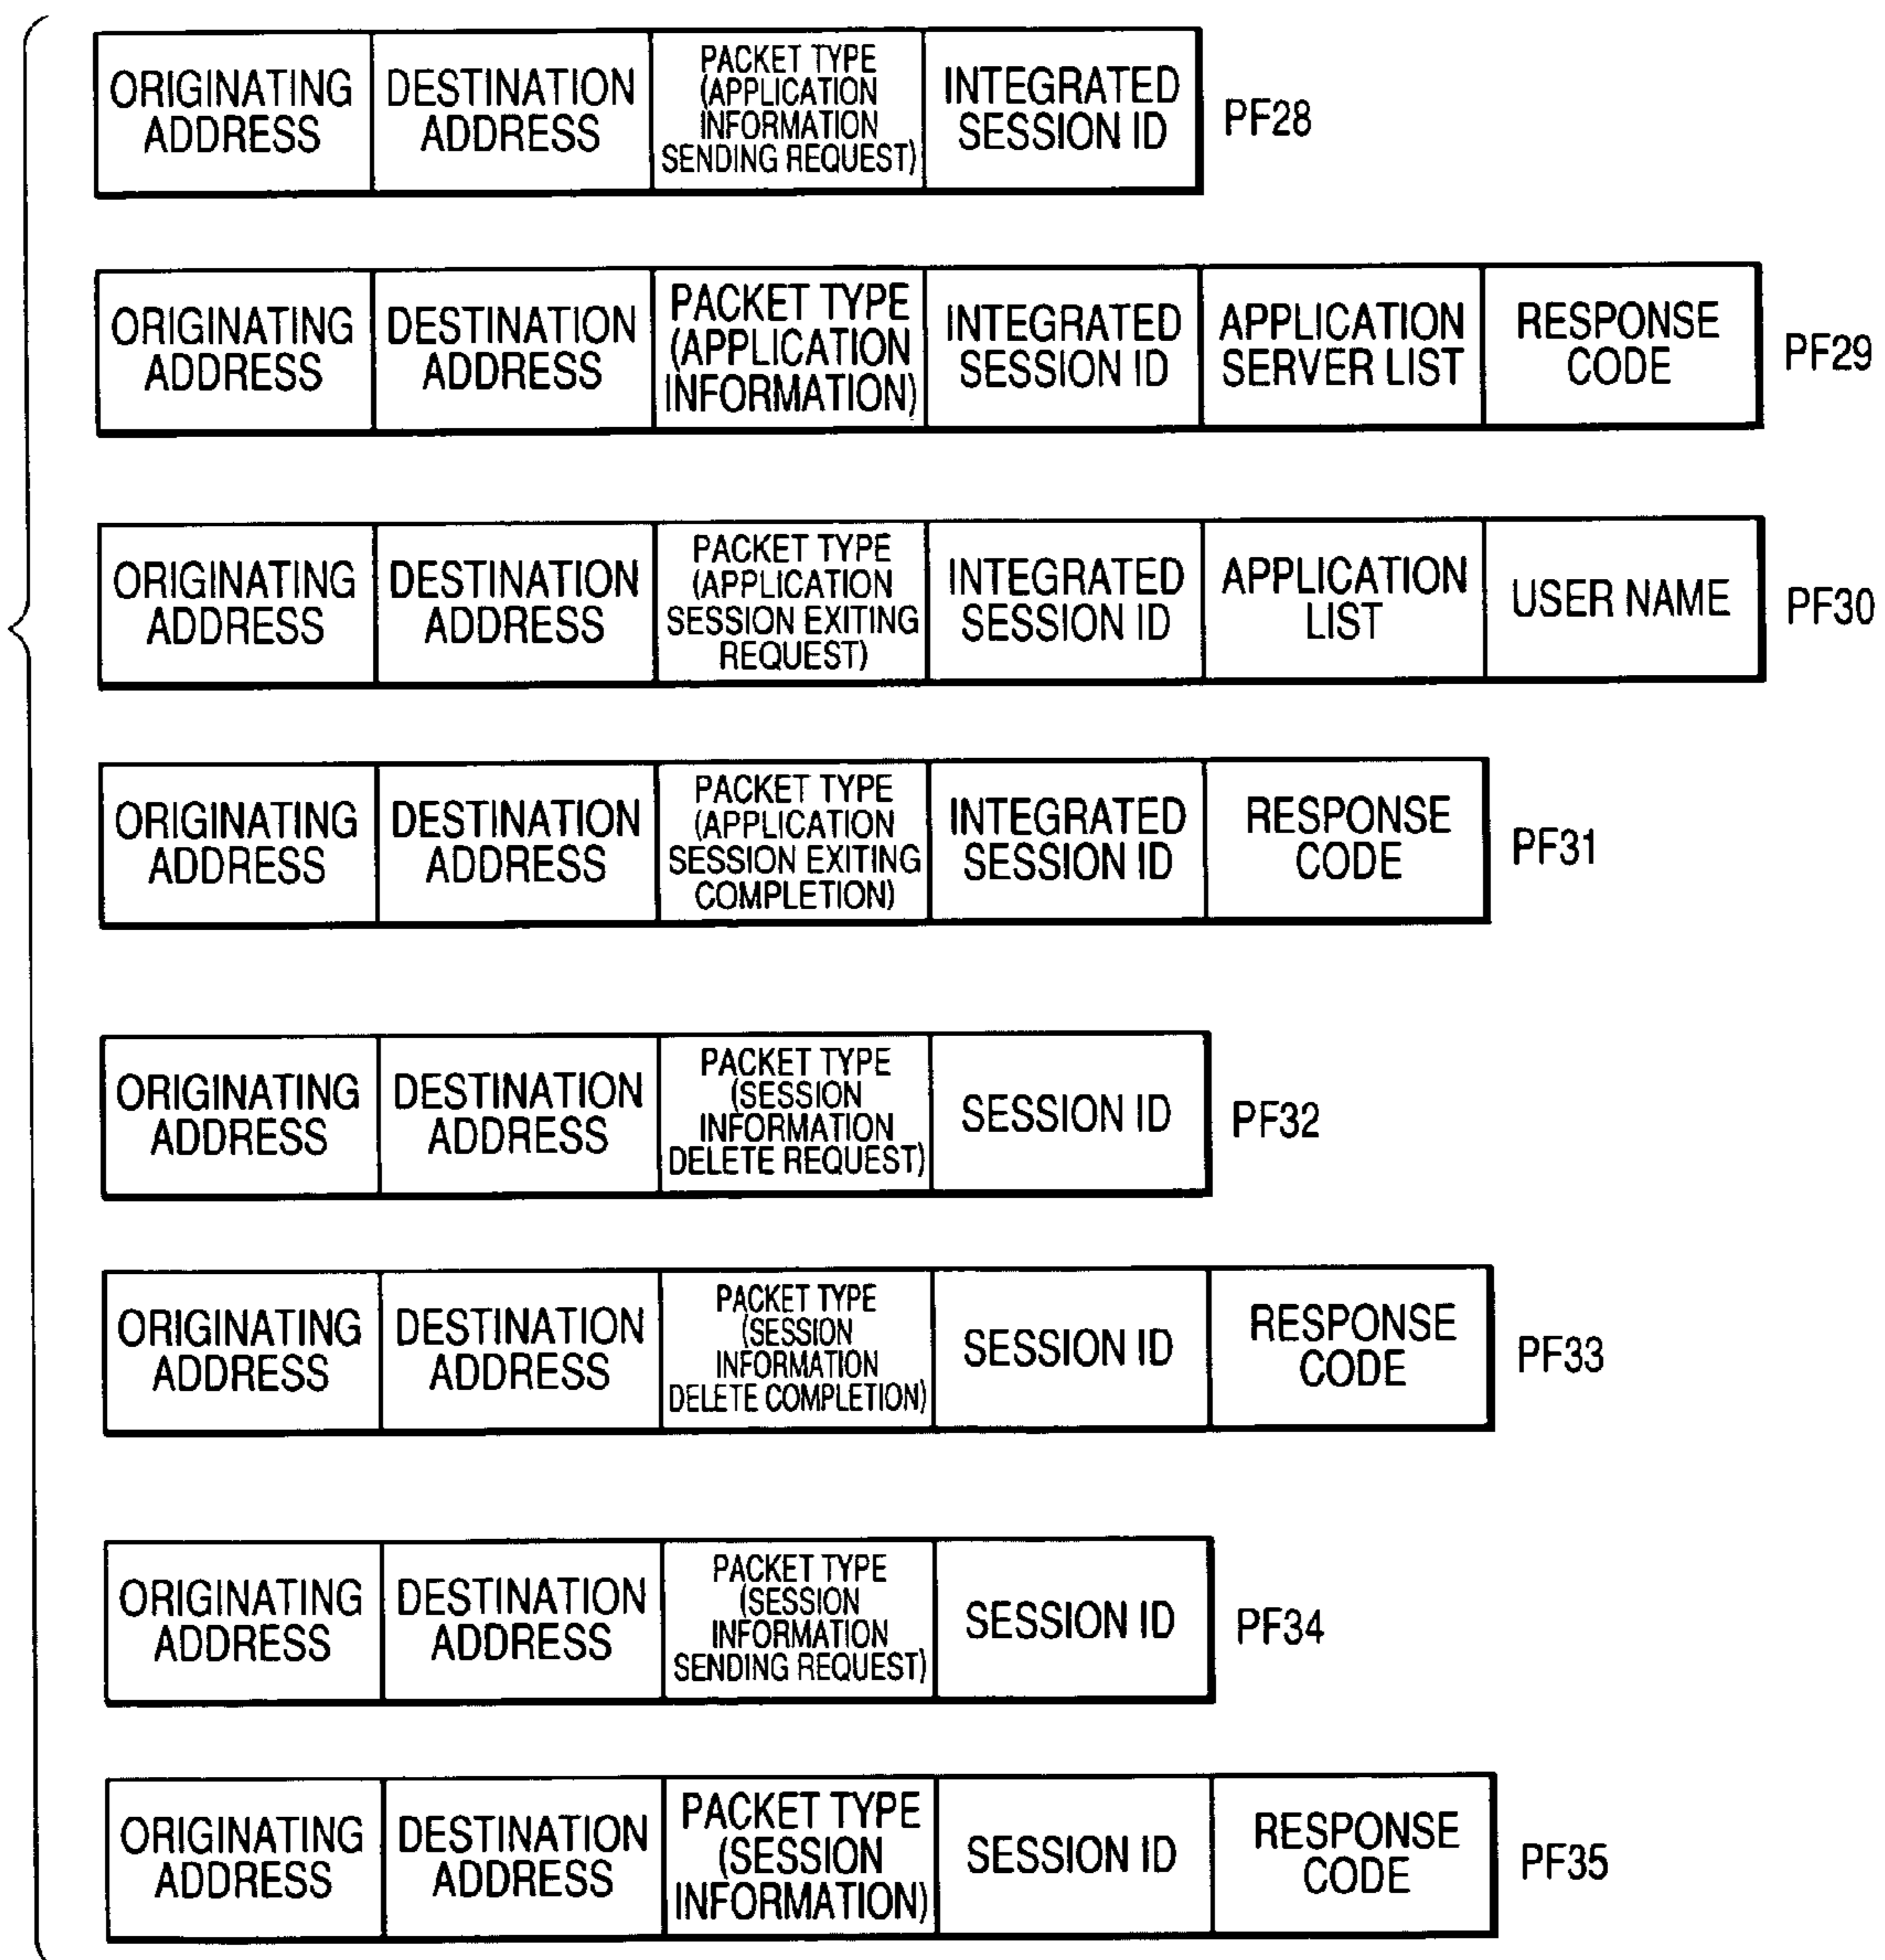 ORIGINATING
ADDRESS
DESTINATION
ADDRESS
PACKET TYPE
(APPLICATION
INFORMATION
SENDING REQUEST)
INTEGRATED
SESSION ID
PF28
ORIGINATING
ADDRESS
DESTINATION
ADDRESS
PACKET TYPE
(APPLICATION
INFORMATION)
INTEGRATED
SESSION ID
APPLICATION
SERVER LIST
RESPONSE
CODE
PF29
ORIGINATING
ADDRESS
DESTINATION
ADDRESS
PACKET TYPE
(APPLICATION
SESSION EXITING
REQUEST)
INTEGRATED
SESSION ID
APPLICATION
LIST
USER NAME
PF30
ORIGINATING
ADDRESS
DESTINATION
ADDRESS
PACKET TYPE
(APPLICATION
SESSION EXITING
COMPLETION)
INTEGRATED
SESSION ID
RESPONSE
CODE
PF31
ORIGINATING
ADDRESS
DESTINATION
ADDRESS
PACKET TYPE
(SESSION
INFORMATION
DELETE REQUEST)
SESSION ID
PF32
ORIGINATING
ADDRESS
DESTINATION
ADDRESS
PACKET TYPE
(SESSION
INFORMATION
DELETE COMPLETION)
SESSION ID
RESPONSE
CODE
PF33
ORIGINATING
ADDRESS
DESTINATION
ADDRESS
PACKET TYPE
(SESSION
INFORMATION
SENDING REQUEST)
SESSION ID
PF34
ORIGINATING
ADDRESS
DESTINATION
ADDRESS
PACKET TYPE
(SESSION
INFORMATION)
SESSION ID
RESPONSE
CODE
PF35